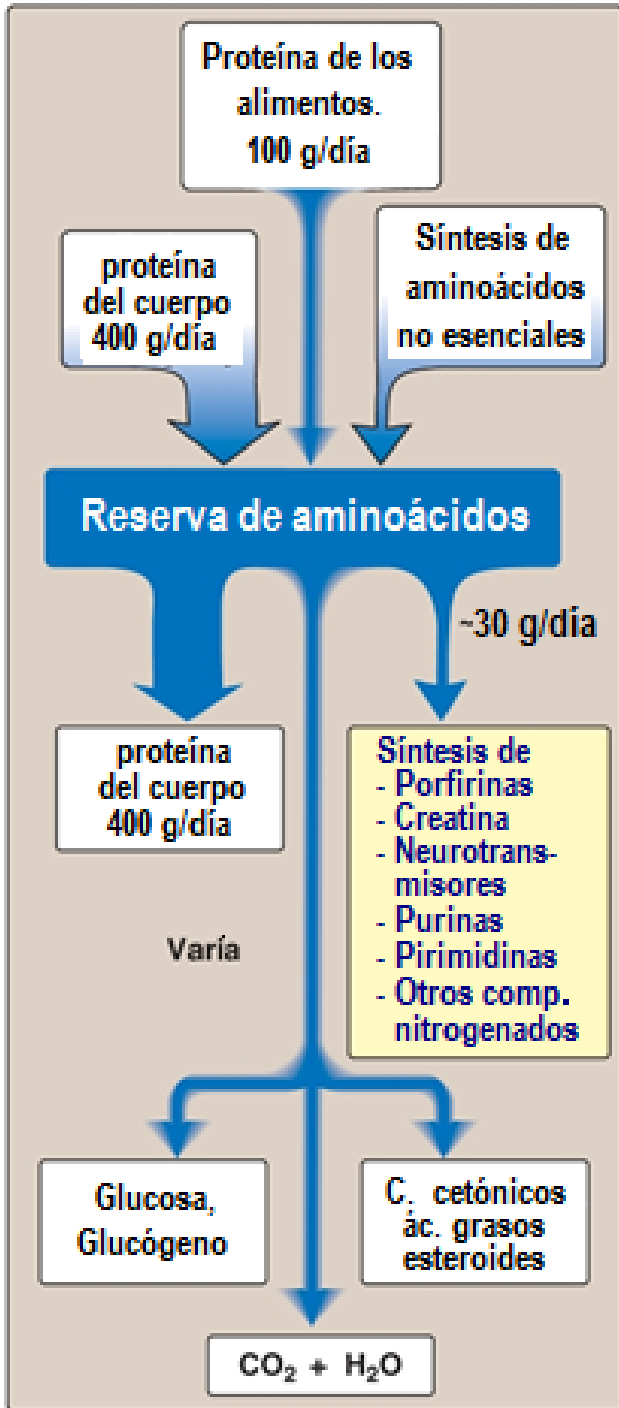 Proteína de los
alimentos.
100 g/día
proteína
del cuerpo
400 g/día
Síntesis de
aminoácidos
no esenciales
Reserva de aminoácidos
~30 g/día
proteína
del cuerpo
400 g/día
Síntesis de
- Porfirinas
- Creatina
- Neurotrans-
misores
- Purinas
- Pirimidinas
- Otros comp.
nitrogenados
Varía
Glucosa,
Glucógeno
C. cetónicos
ác. grasos
esteroides
CO₂ + H₂O